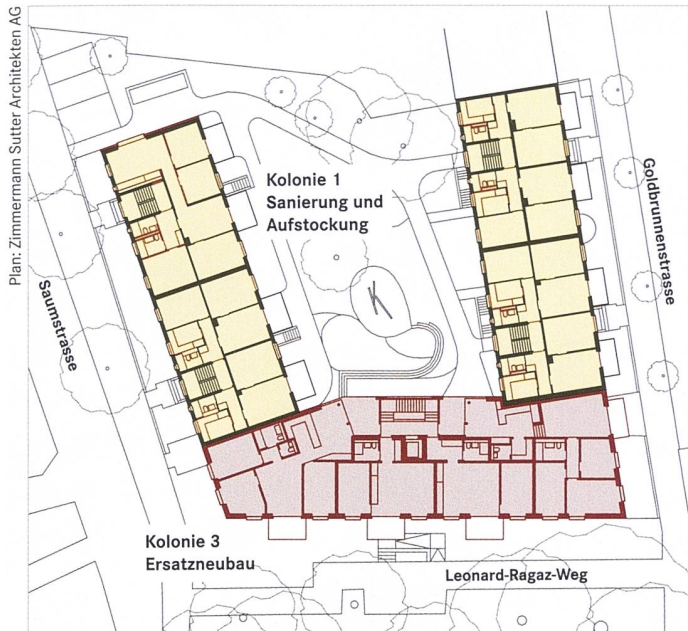 Plan: Zimmermann Sutter Architekten AG
Kolonie 1
Sanierung und
Aufstockung
Goldbrunnenstrasse
Saumstrasse
K
Kolonie 3
Ersatzneubau
Leonard-Ragaz-Weg